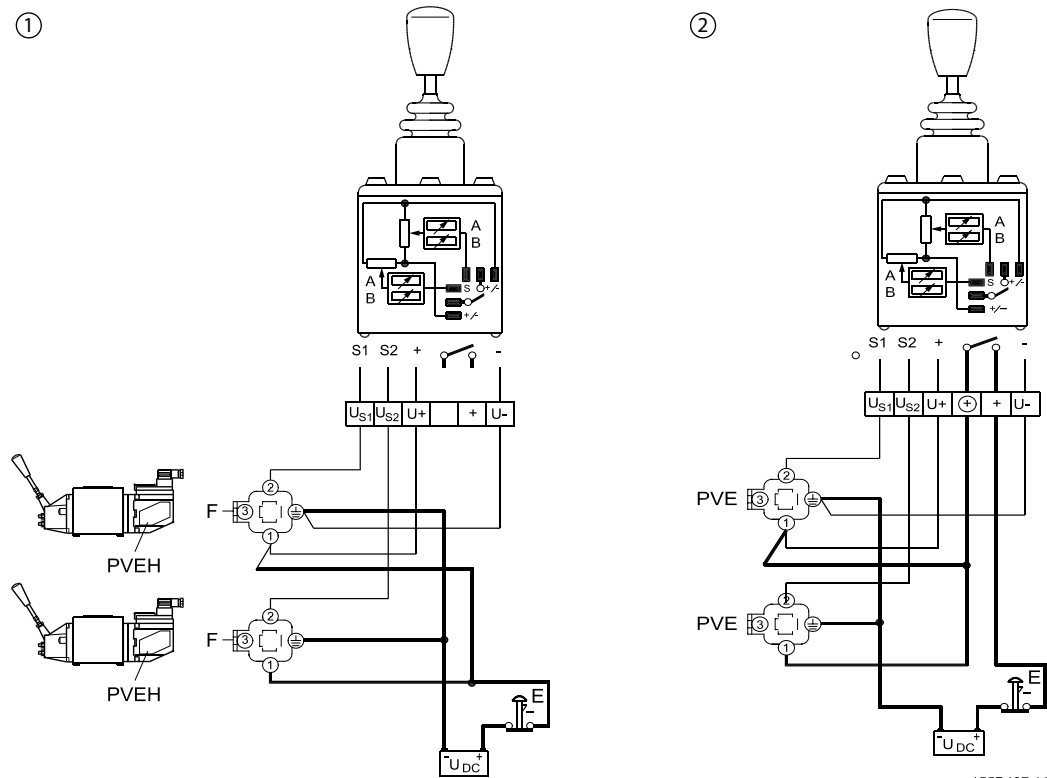 1
2
A
B
A
B
S
+/-
+/-
A
B
A
B
S
+/-
+/-
S1 S2 + -
S1 S2 + -
US1 US2 U+ + U-
US1 US2 U+ + + U-
2
F 3
1
PVEH
2
PVE 3
1
2
F 3
1
PVEH
2
PVE 3
1
E
E
- UDC +
- UDC +